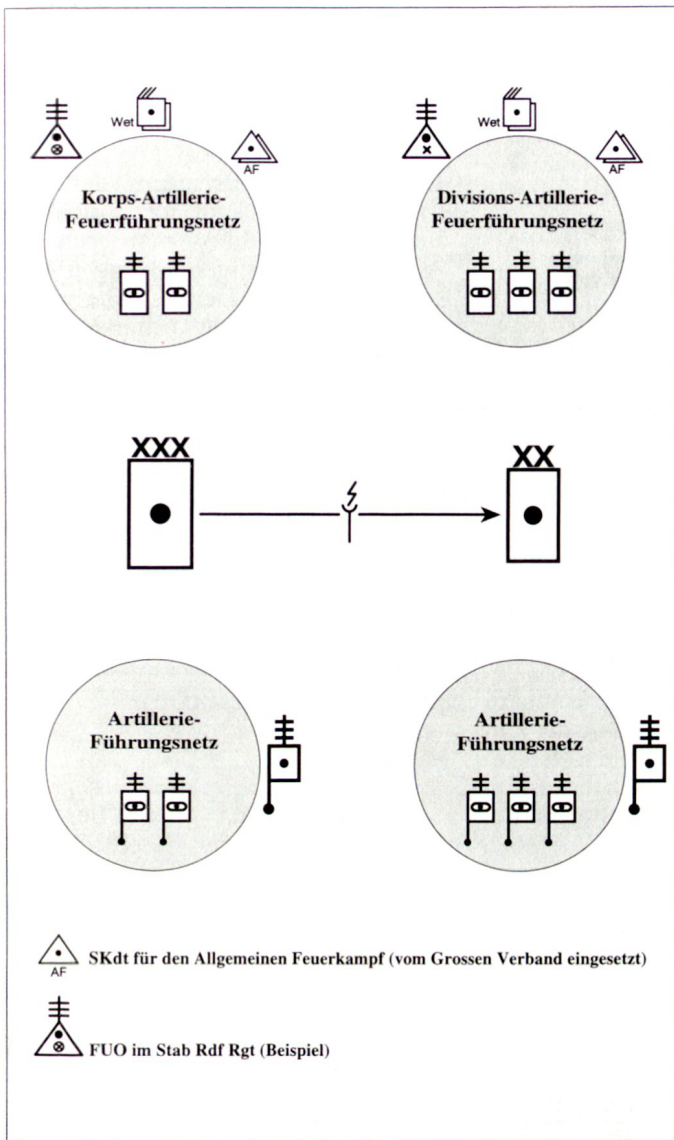 Wet
AF
Korps-Artillerie-
Feuerführungsnetz
Wet
AF
Divisions-Artillerie-
Feuerführungsnetz
XXX
XX
Artillerie-
Führungsnetz
Artillerie-
Führungsnetz
AF
SKdt für den Allgemeinen Feuerkampf (vom Grossen Verband eingesetzt)
FUO im Stab Rdf Rgt (Beispiel)